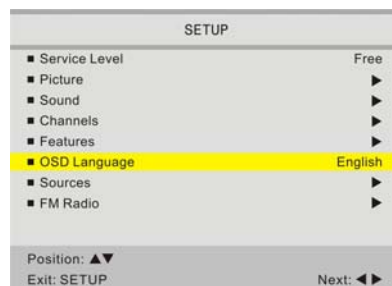 SETUP
■ Service Level Free
■ Picture ▶
■ Sound ▶
■ Channels ▶
■ Features ▶
■ OSD Language English
■ Sources ▶
■ FM Radio ▶
Position: ▲▼
Exit: SETUP Next: ◀ ▶